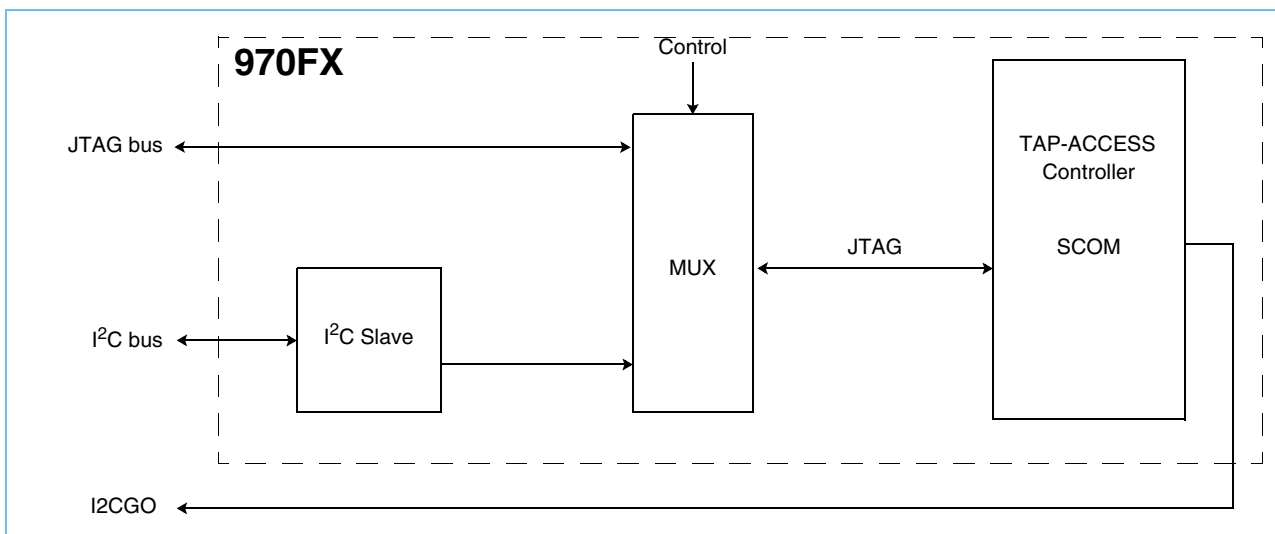 970FX
Control
JTAG bus
TAP-ACCESS
Controller
JTAG
SCOM
MUX
I²C bus
I²C Slave
I2CGO